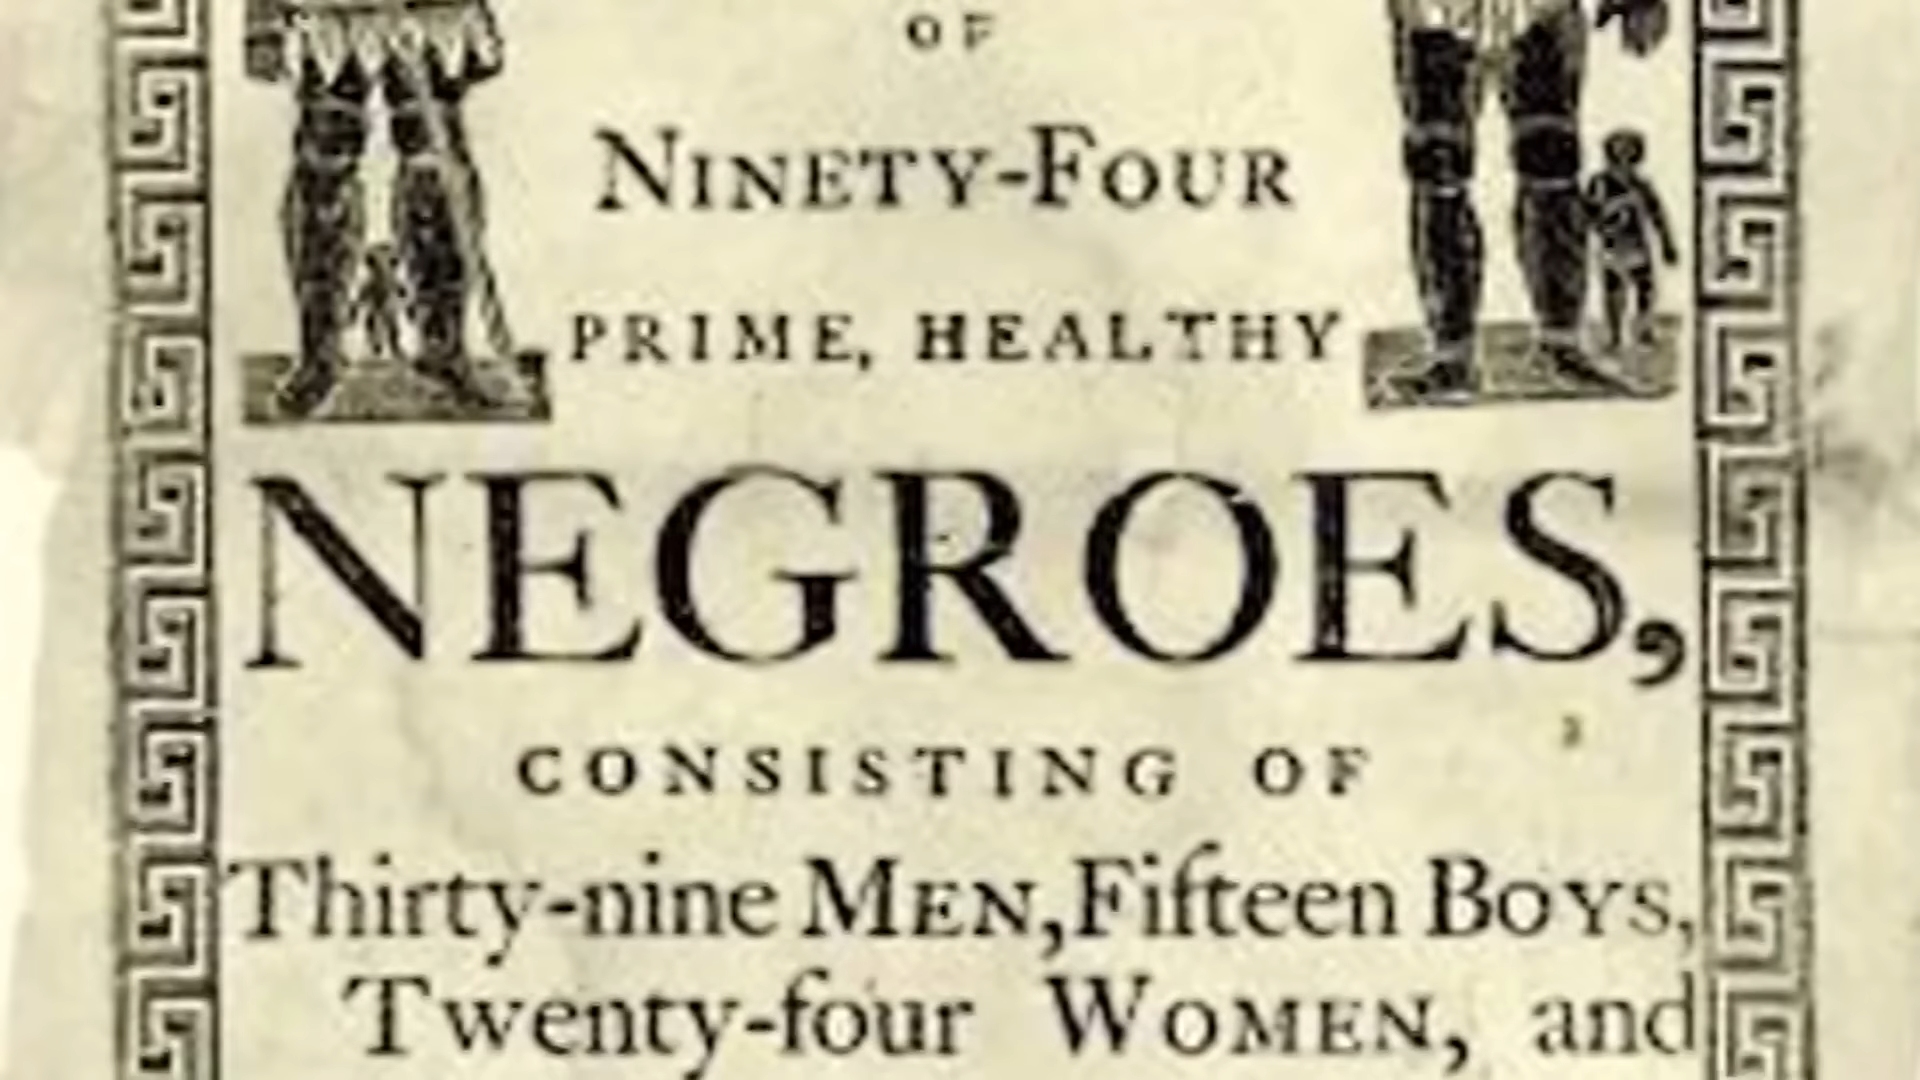 OF
NINETY-FOUR
PRIME, HEALTHY
NEGROES,
CONSISTING OF
Thirty-nine MEN, Fifteen BOYS,
Twenty-four WOMEN, and